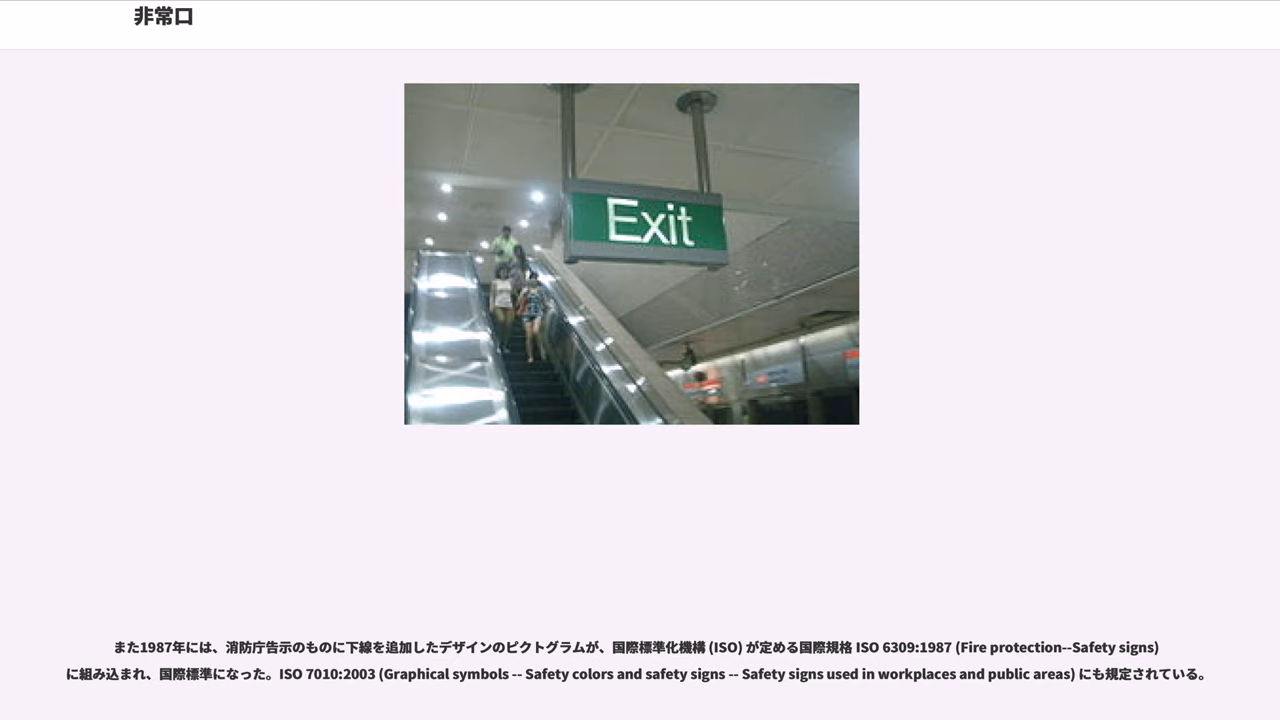 非常口
Exit
また1987年には、消防庁告示のものに下線を追加したデザインのピクトグラムが、国際標準化機構 (ISO) が定める国際規格 ISO 6309:1987 (Fire protection--Safety signs)
に組み込まれ、国際標準になった。ISO 7010:2003 (Graphical symbols -- Safety colors and safety signs -- Safety signs used in workplaces and public areas) にも規定されている。